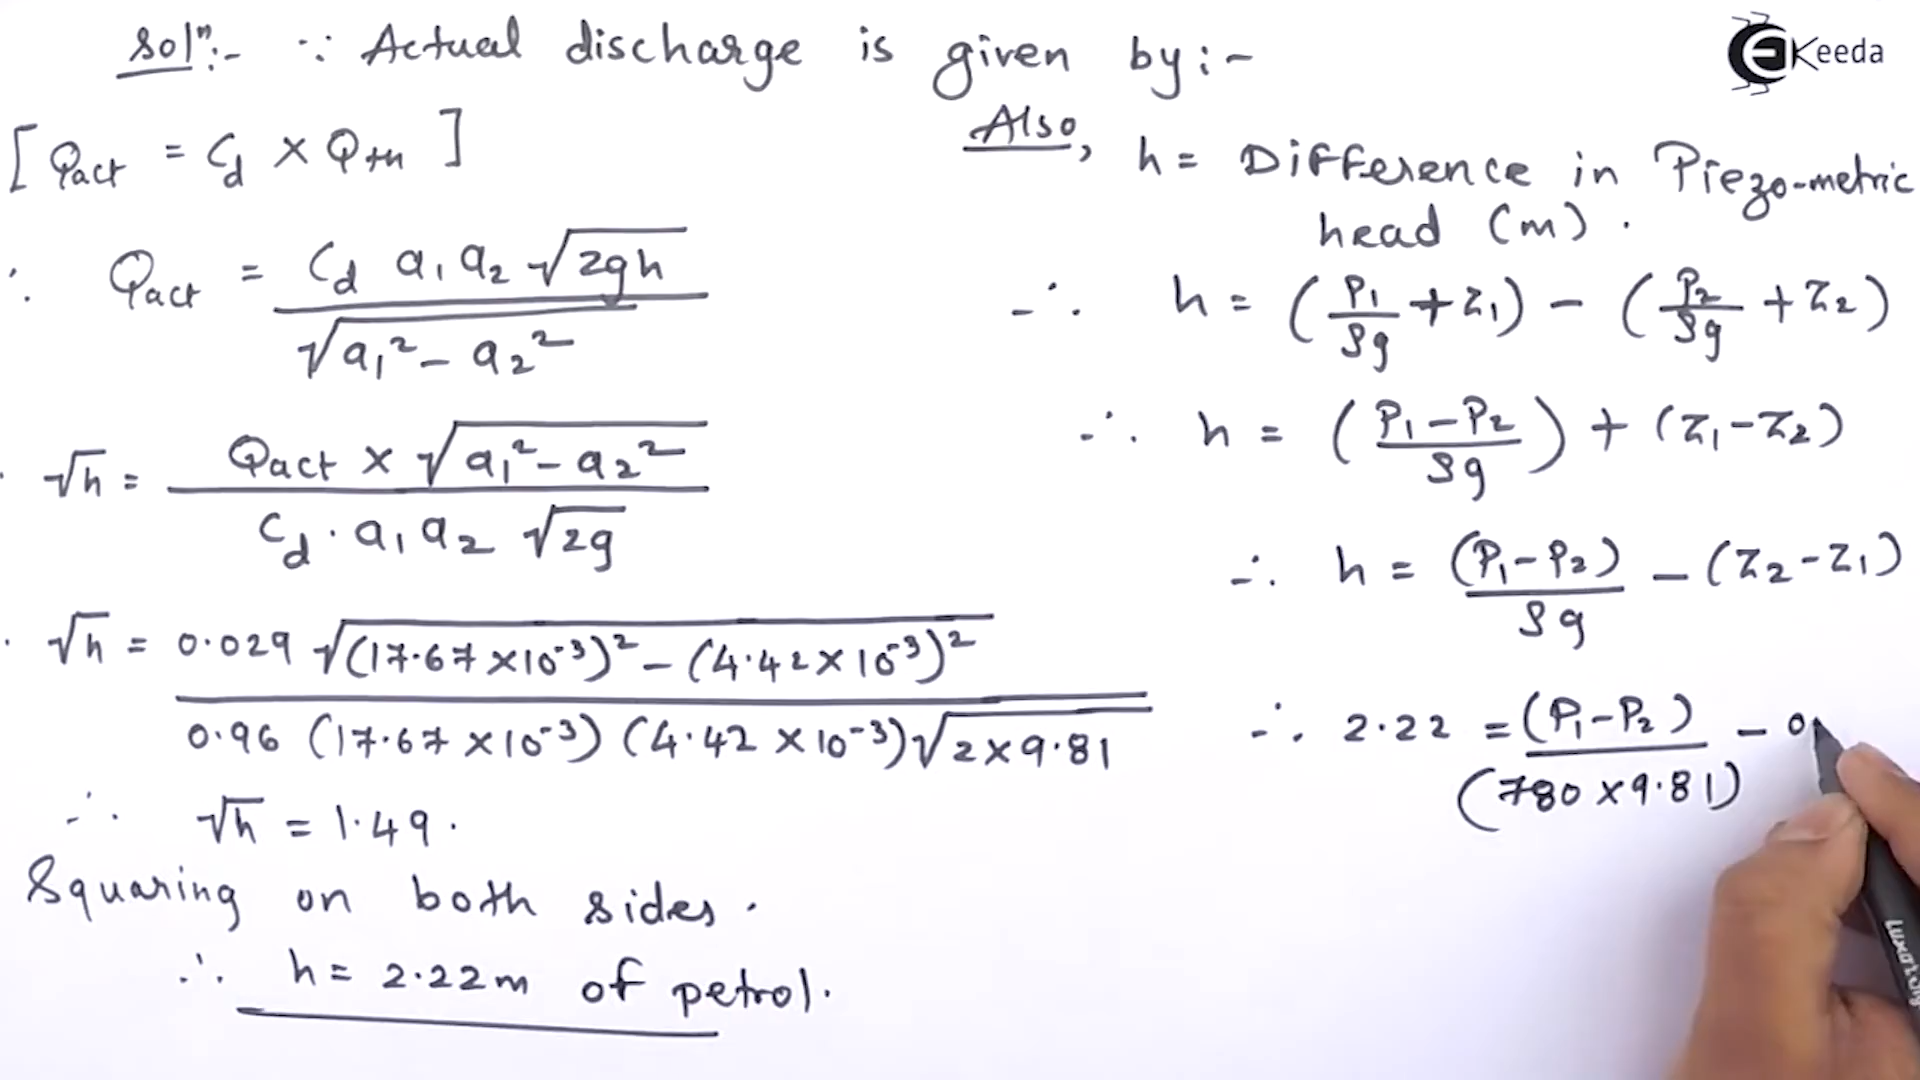 Solⁿ:- ∵ Actual discharge is given by:-
[Qact = Cd × Qth]
∴ Qact = Cd a₁ a₂ √2gh / √a₁² - a₂²
√h = Qact × √a₁² - a₂² / Cd · a₁ a₂ √2g
√h = 0.029 √(17.67 × 10⁻³)² - (4.42 × 10⁻³)² / 0.96 (17.67 × 10⁻³) (4.42 × 10⁻³) √2 × 9.81
∴ √h = 1.49.
Squaring on both sides.
∴ h = 2.22m of petrol.
Also, h = Difference in Piezo-metric
head (m).
∴ h = (P₁/ρg + Z₁) - (P₂/ρg + Z₂)
∴ h = (P₁ - P₂ / ρg) + (Z₁ - Z₂)
∴ h = (P₁ - P₂) / ρg - (Z₂ - Z₁)
∴ 2.22 = (P₁ - P₂) / (780 × 9.81) - 0
EKeeda